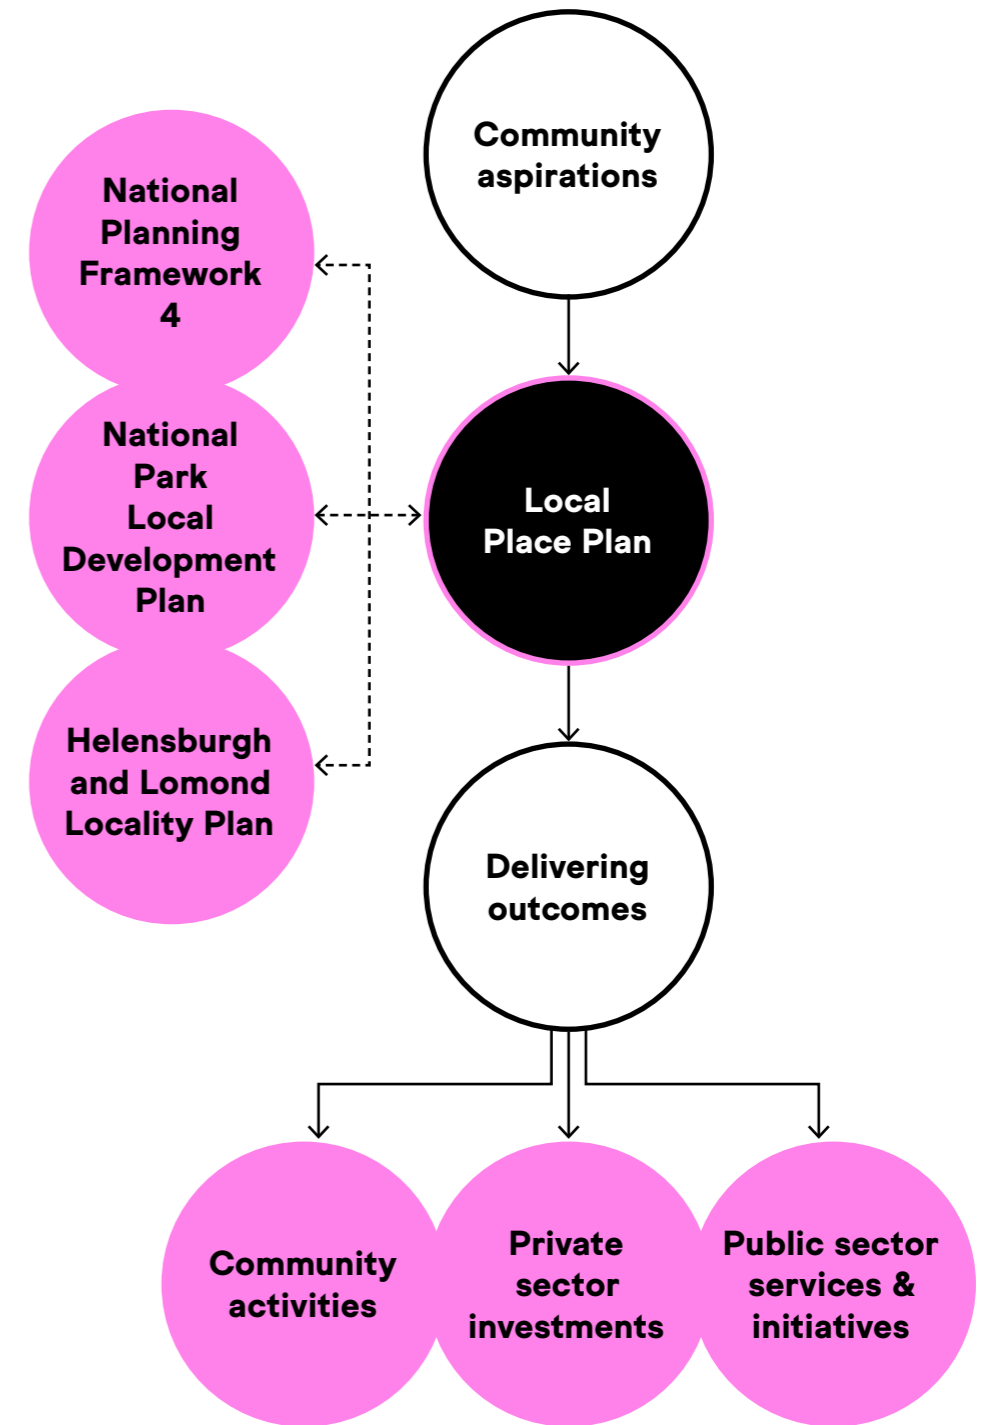 Community
aspirations
National
Planning
Framework
4
National
Park
Local
Development
Plan
Local
Place Plan
Helensburgh
and Lomond
Locality Plan
Delivering
outcomes
Community
activities
Private
sector
investments
Public sector
services &
initiatives